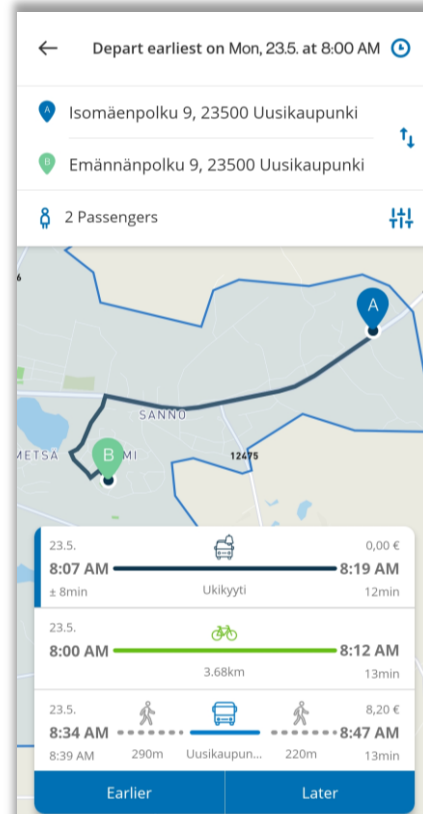 Depart earliest on Mon, 23.5. at 8:00 AM
A
Isomäenpolku 9, 23500 Uusikaupunki
B
Emännänpolku 9, 23500 Uusikaupunki
2 Passengers
A
SANNO
METSÄ
B
MI
12475
23.5.
0,00 €
8:07 AM
8:19 AM
± 8min
Ukikyyti
12min
23.5.
8:00 AM
8:12 AM
3.68km
13min
23.5.
8,20 €
8:34 AM
8:47 AM
8:39 AM
290m
Uusikaupun...
220m
13min
Earlier
Later